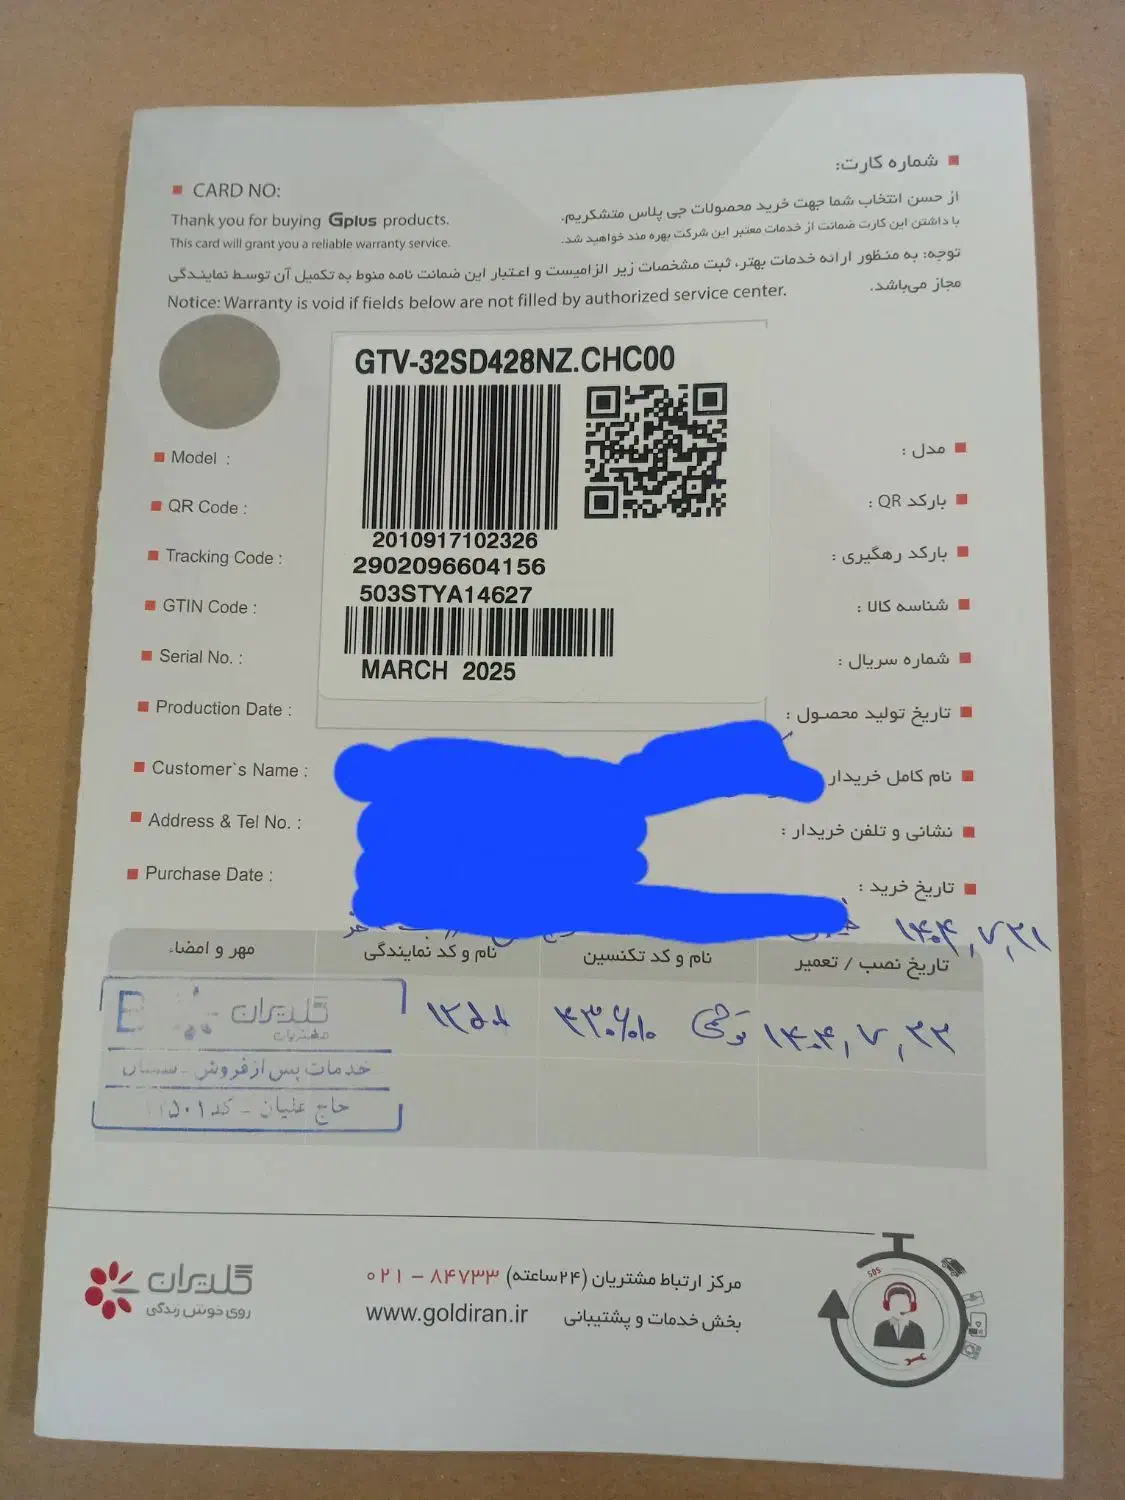 شماره کارت:
CARD NO:
از حسن انتخاب شما جهت خرید محصولات جی پلاس متشکریم.
Thank you for buying Gplus products.
با داشتن این کارت ضمانت از خدمات معتبر این شرکت بهره مند خواهید شد.
This card will grant you a reliable warranty service.
توجه: به منظور ارائه خدمات بهتر، ثبت مشخصات زیر الزامیست و اعتبار این ضمانت نامه منوط به تکمیل آن توسط نمایندگی
مجاز می‌باشد.
Notice: Warranty is void if fields below are not filled by authorized service center.
GTV-32SD428NZ.CHC00
2010917102326
2902096604156
503STYA14627
MARCH 2025
Model : مدل :
QR Code : بارکد QR :
Tracking Code : بارکد رهگیری :
GTIN Code : شناسه کالا :
Serial No. : شماره سریال :
Production Date : تاریخ تولید محصول :
Customer`s Name : نام کامل خریدار
Address & Tel No. : نشانی و تلفن خریدار :
Purchase Date : تاریخ خرید :
۱۴۰۴,۷,۲۱
تاریخ نصب / تعمیر نام و کد تکنسین نام و کد نمایندگی مهر و امضاء
۱۴۰۴,۷,۲۳
گلدیران
خدمات پس از فروش
حاج علیان - کد
مرکز ارتباط مشتریان (۲۴ساعته) ۸۴۷۳۳ – ۰۲۱
بخش خدمات و پشتیبانی www.goldiran.ir
گلدیران
روی خوش زندگی
SOS